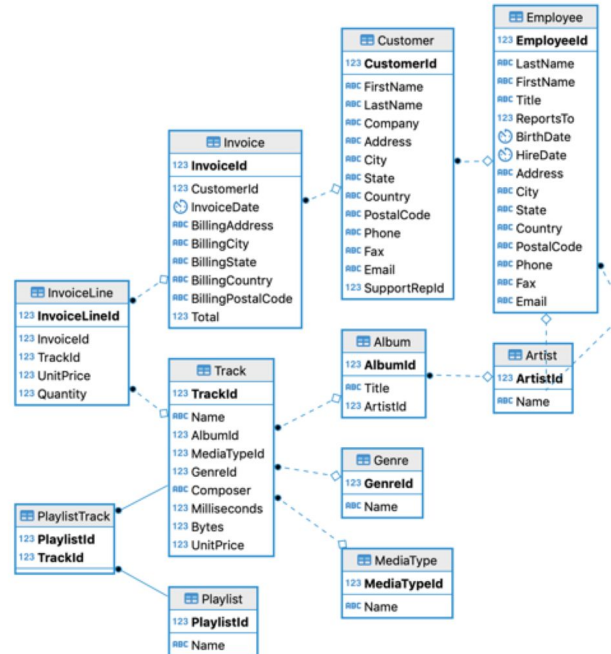 Employee
123 EmployeeId
ABC LastName
ABC FirstName
ABC Title
123 ReportsTo
BirthDate
HireDate
ABC Address
ABC City
ABC State
ABC Country
ABC PostalCode
ABC Phone
ABC Fax
ABC Email
Customer
123 CustomerId
ABC FirstName
ABC LastName
ABC Company
ABC Address
ABC City
ABC State
ABC Country
ABC PostalCode
ABC Phone
ABC Fax
ABC Email
123 SupportRepId
Invoice
123 InvoiceId
123 CustomerId
InvoiceDate
ABC BillingAddress
ABC BillingCity
ABC BillingState
ABC BillingCountry
ABC BillingPostalCode
123 Total
InvoiceLine
123 InvoiceLineId
123 InvoiceId
123 TrackId
123 UnitPrice
123 Quantity
Track
123 TrackId
ABC Name
123 AlbumId
123 MediaTypeId
123 GenreId
ABC Composer
123 Milliseconds
123 Bytes
123 UnitPrice
Album
123 AlbumId
ABC Title
123 ArtistId
Artist
123 ArtistId
ABC Name
Genre
123 GenreId
ABC Name
MediaType
123 MediaTypeId
ABC Name
PlaylistTrack
123 PlaylistId
123 TrackId
Playlist
123 PlaylistId
ABC Name